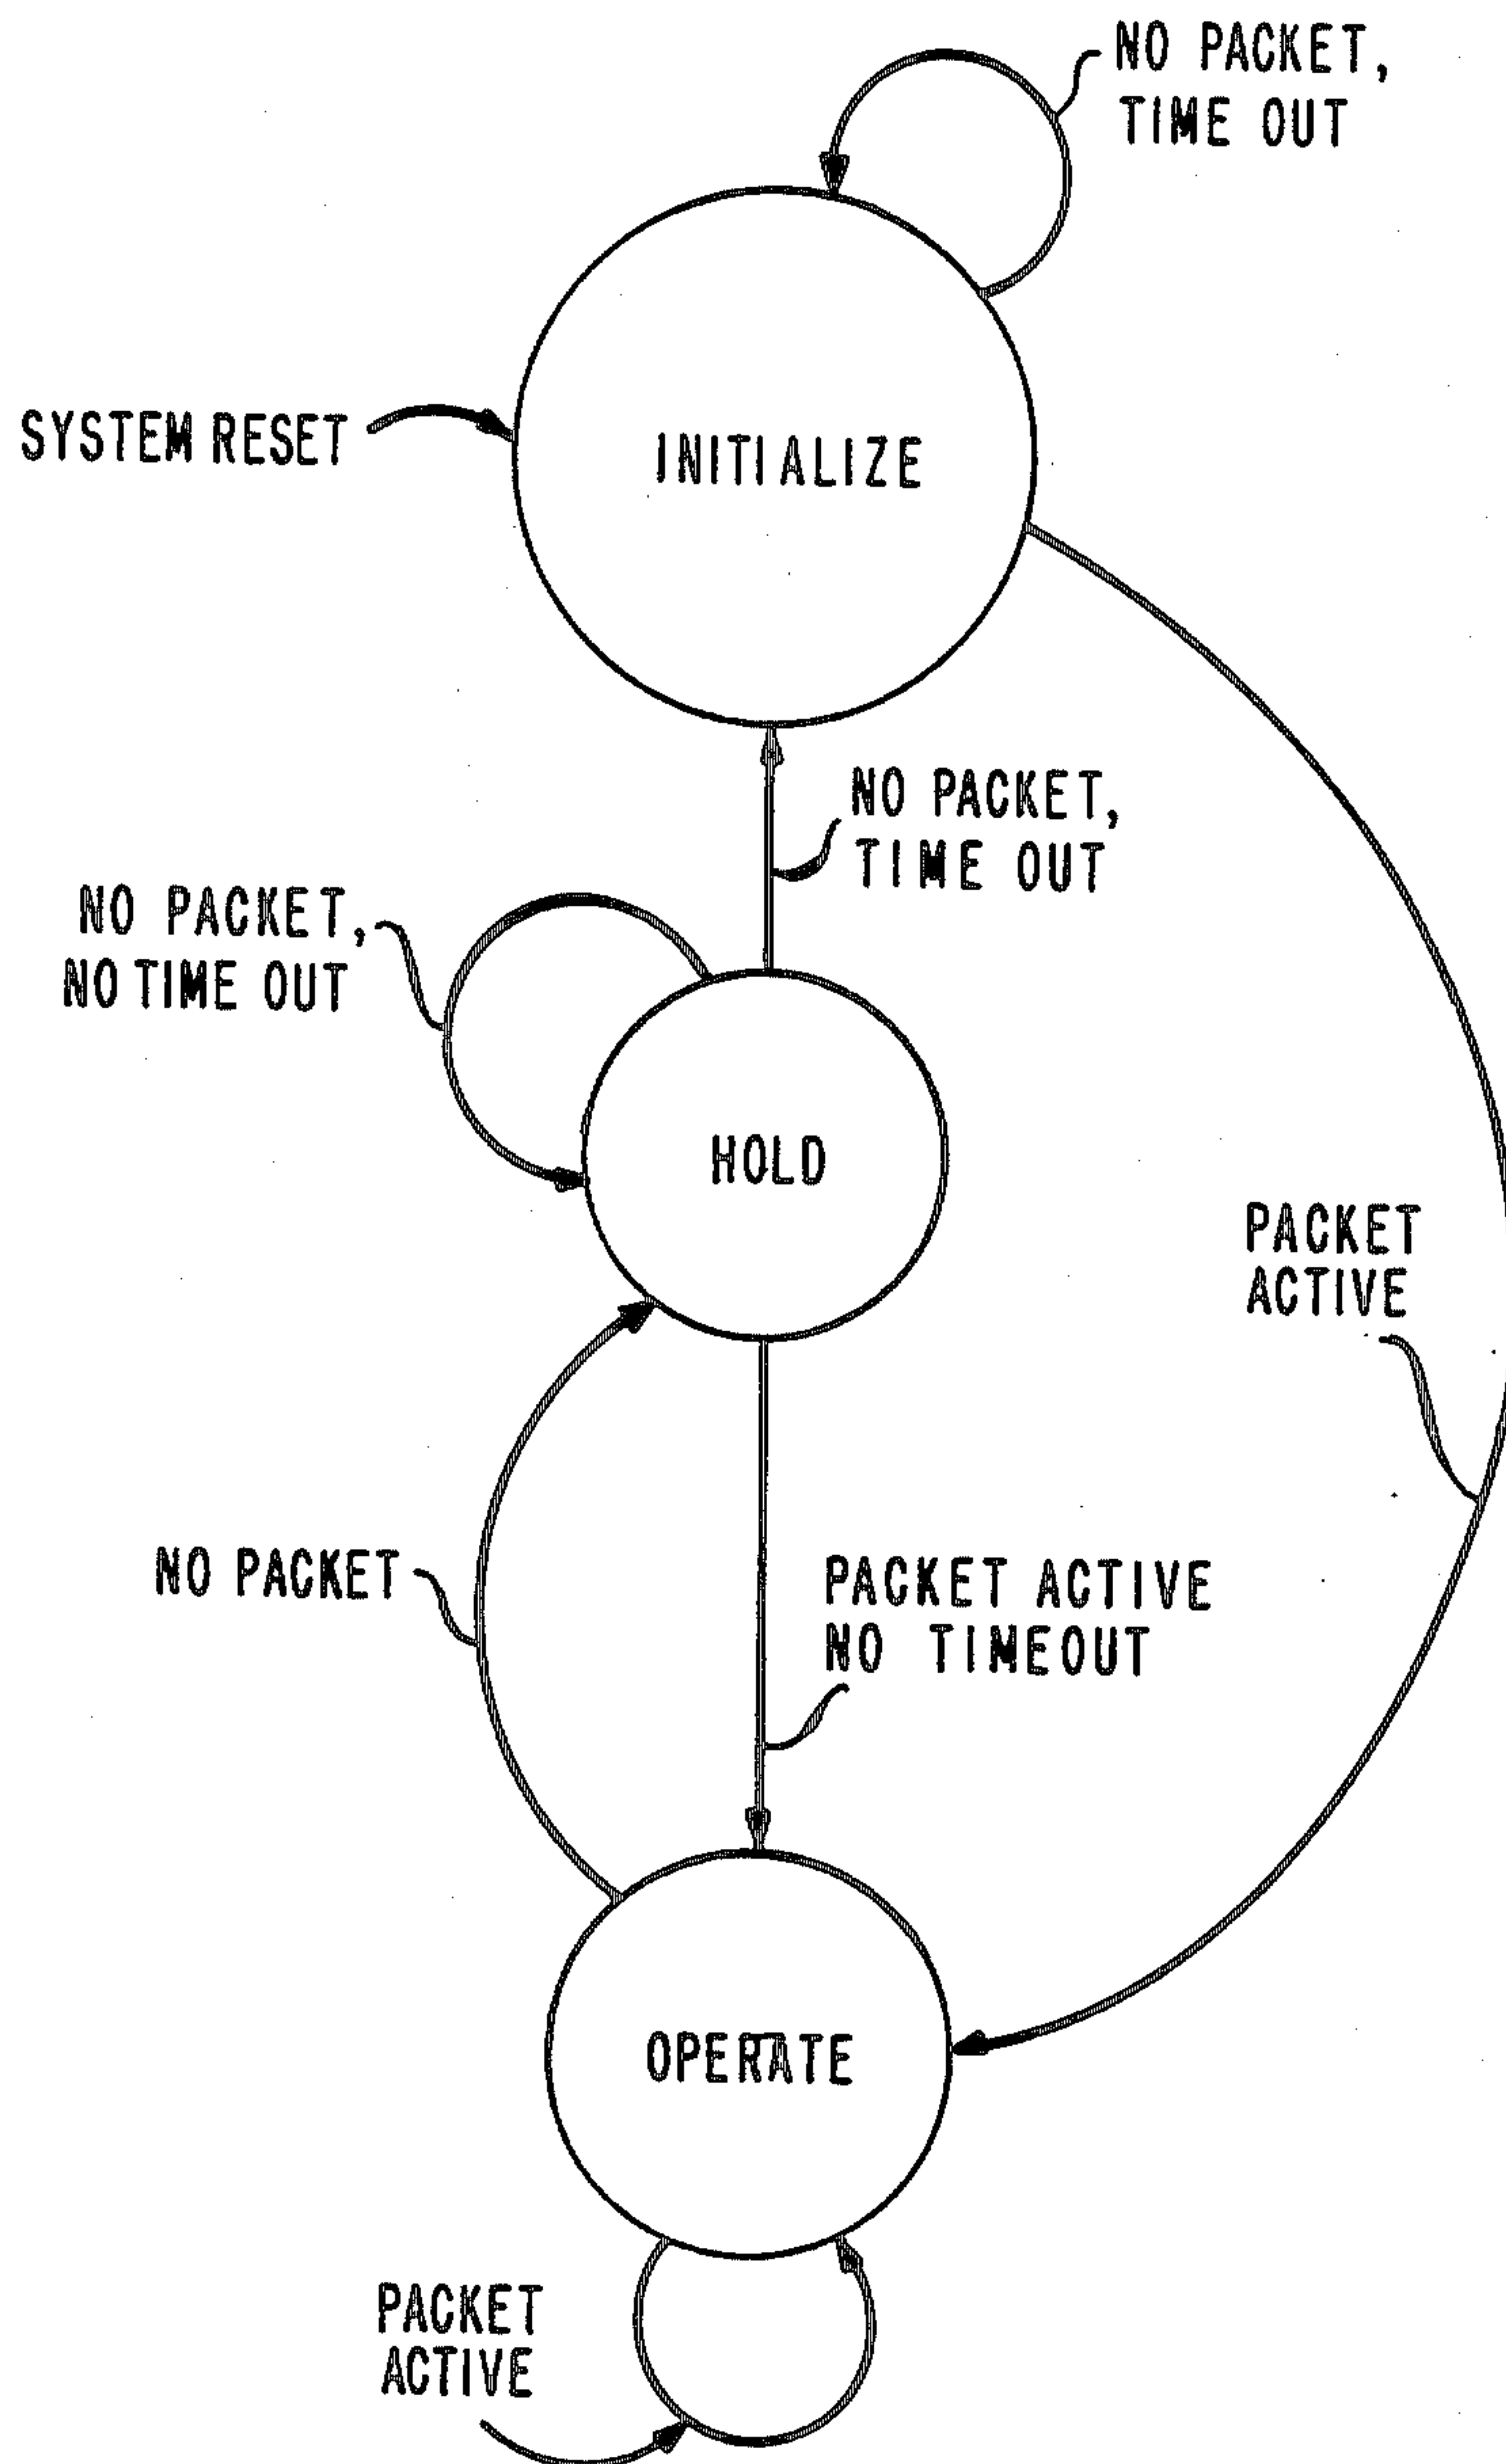 NO PACKET,
TIME OUT
SYSTEM RESET
INITIALIZE
NO PACKET,
TIME OUT
NO PACKET,
NO TIME OUT
HOLD
PACKET
ACTIVE
NO PACKET
PACKET ACTIVE
NO TIMEOUT
OPERATE
PACKET
ACTIVE